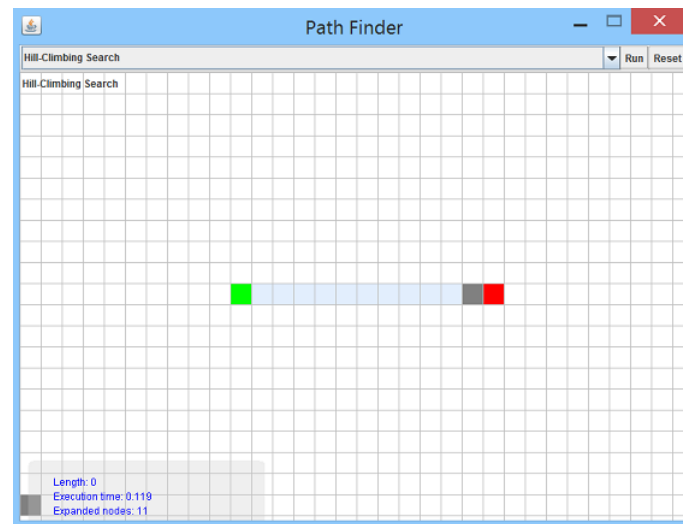 Path Finder
Hill-Climbing Search Run Reset
Hill-Climbing Search
Length: 0
Execution time: 0.119
Expanded nodes: 11